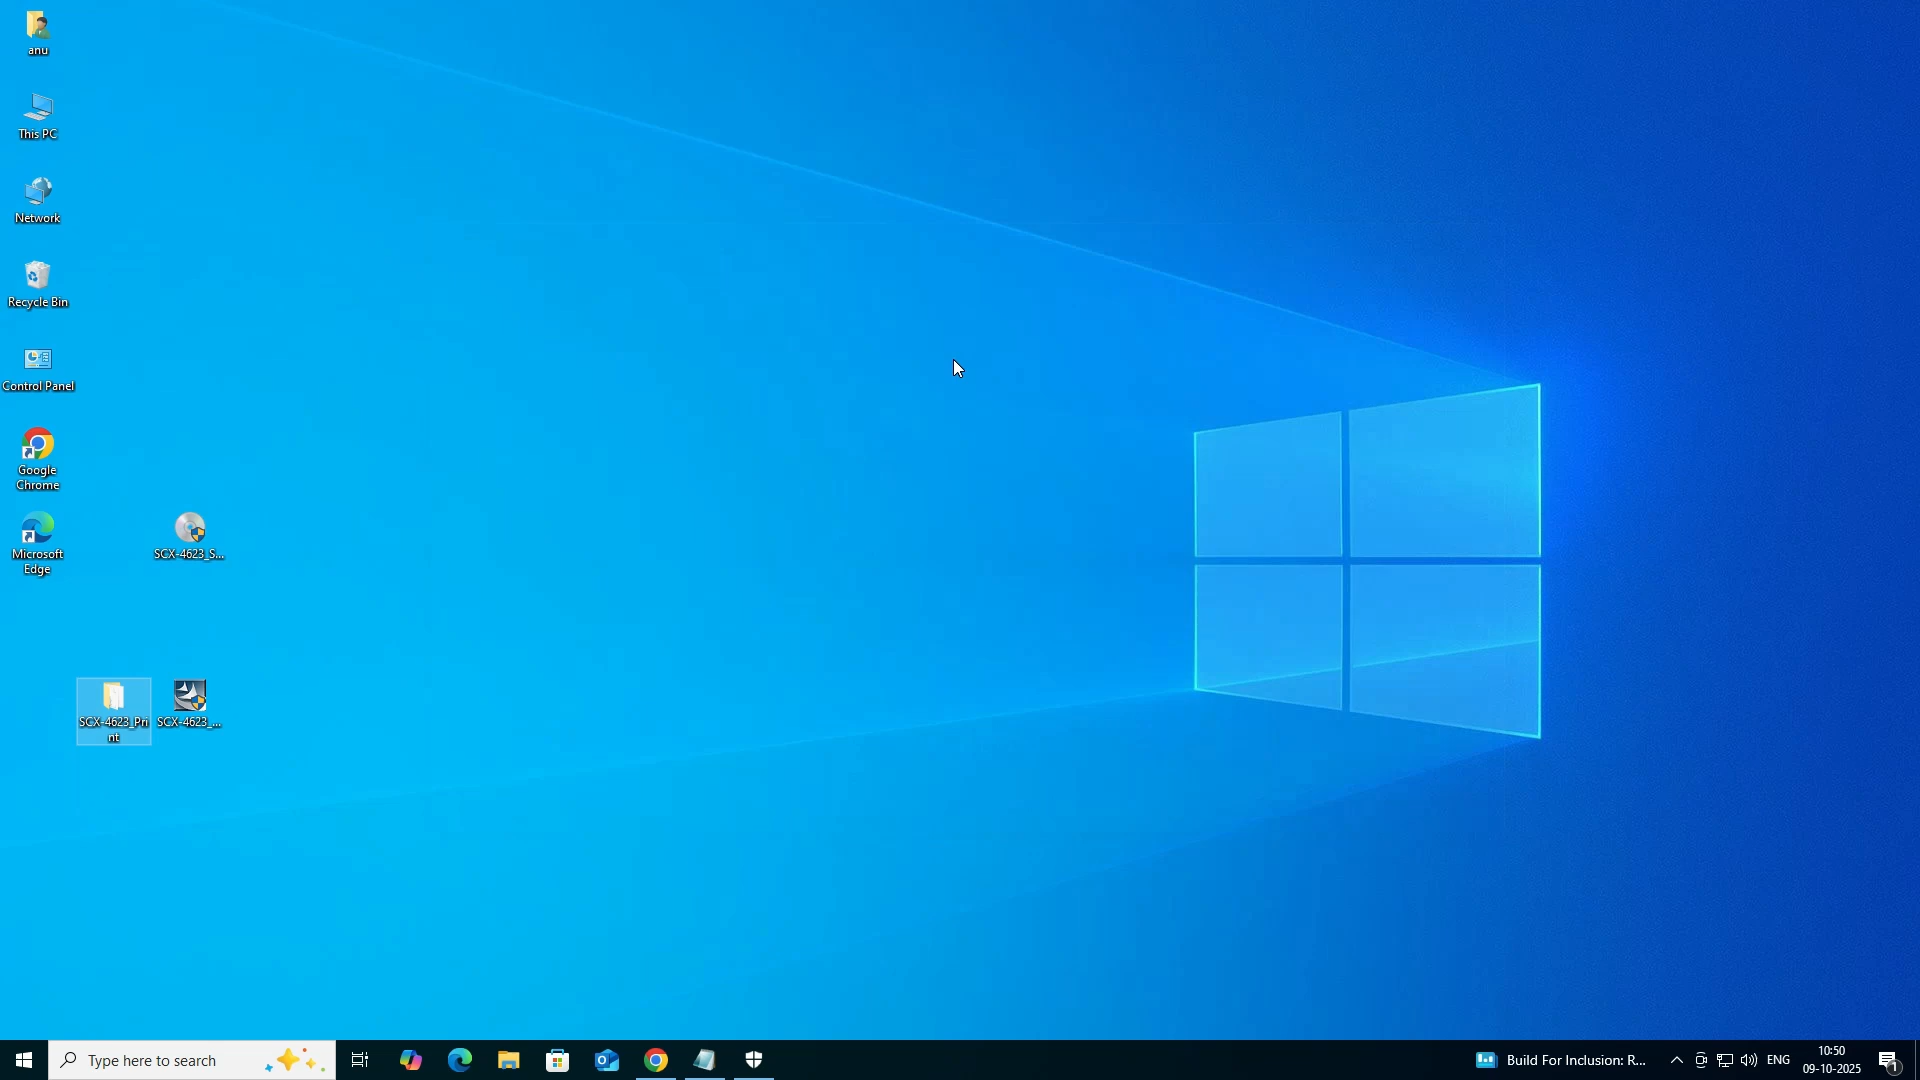 anu
This PC
Network
Recycle Bin
Control Panel
Google
Chrome
Microsoft
Edge
SCX-4623_S...
SCX-4623_Pri
nt
SCX-4623_...
Type here to search
Build For Inclusion: R...
ENG
10:50
09-10-2025
1